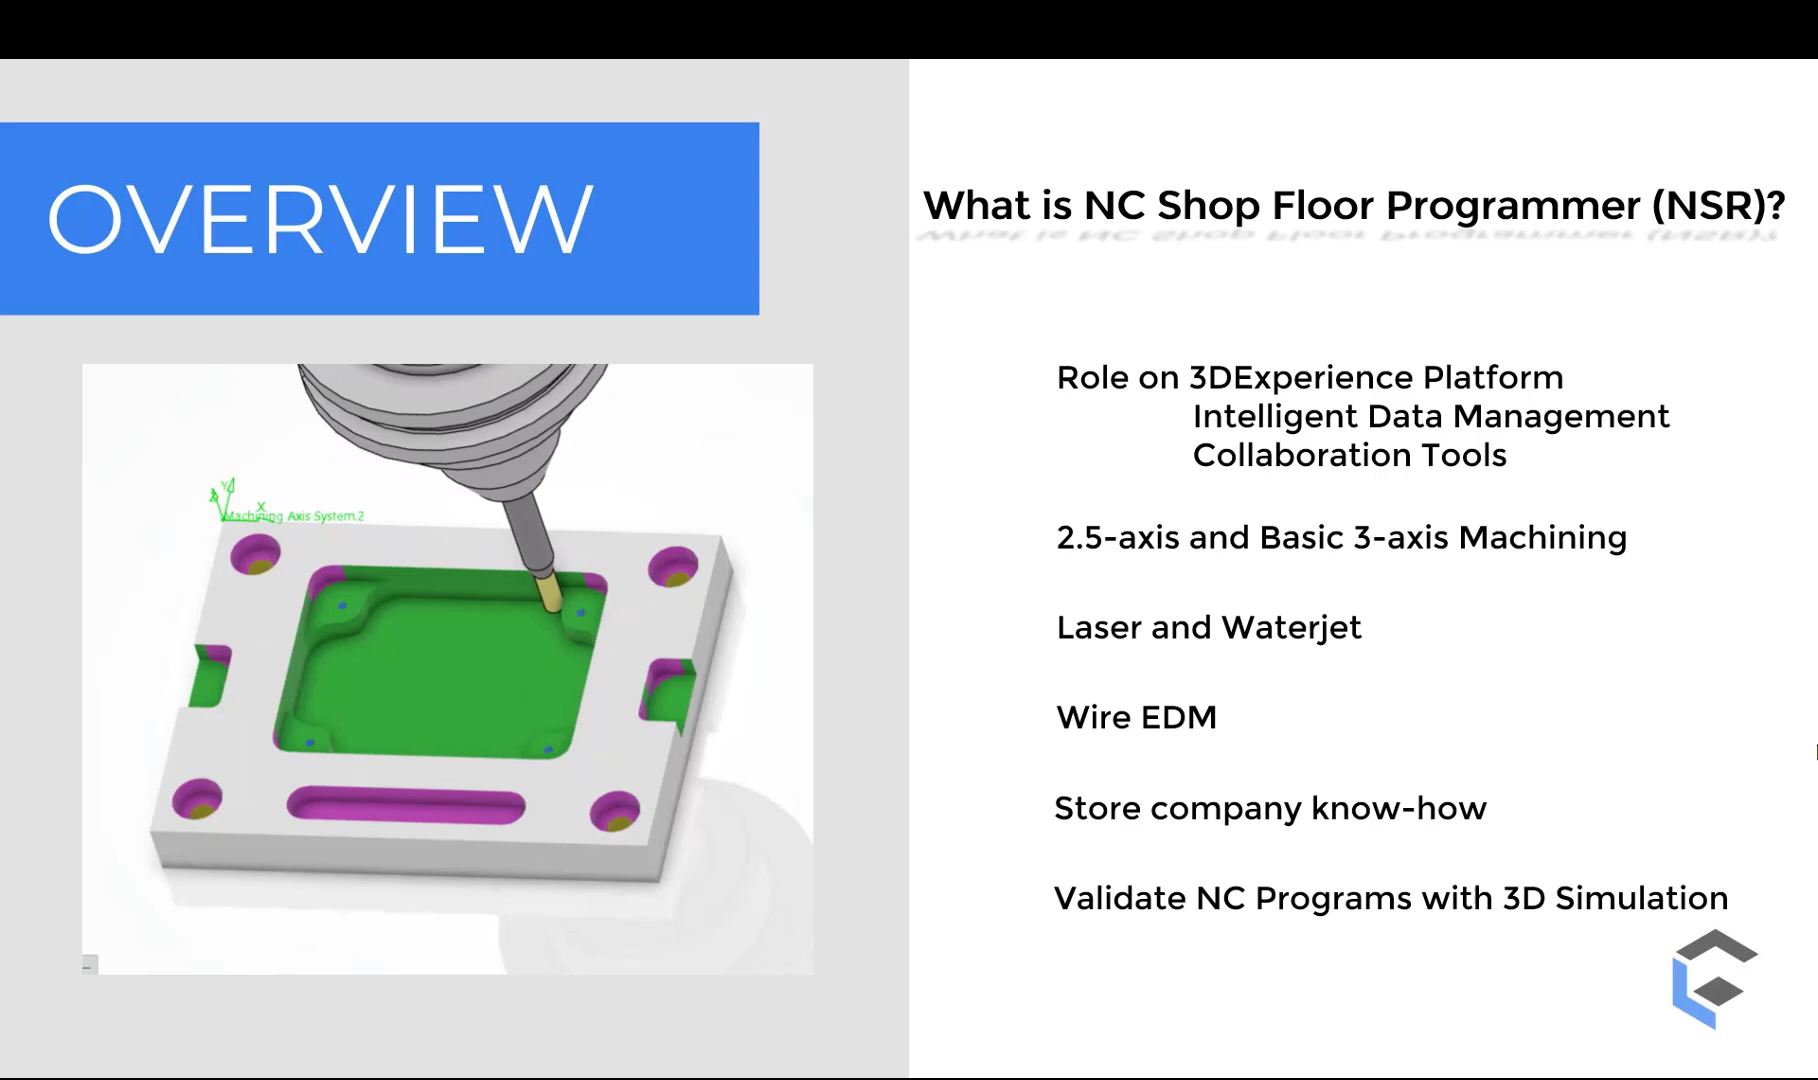 OVERVIEW
What is NC Shop Floor Programmer (NSR)?
Role on 3DExperience Platform
Intelligent Data Management
Collaboration Tools
2.5-axis and Basic 3-axis Machining
Laser and Waterjet
Wire EDM
Store company know-how
Validate NC Programs with 3D Simulation
Z
Y
X
Machining Axis System.2